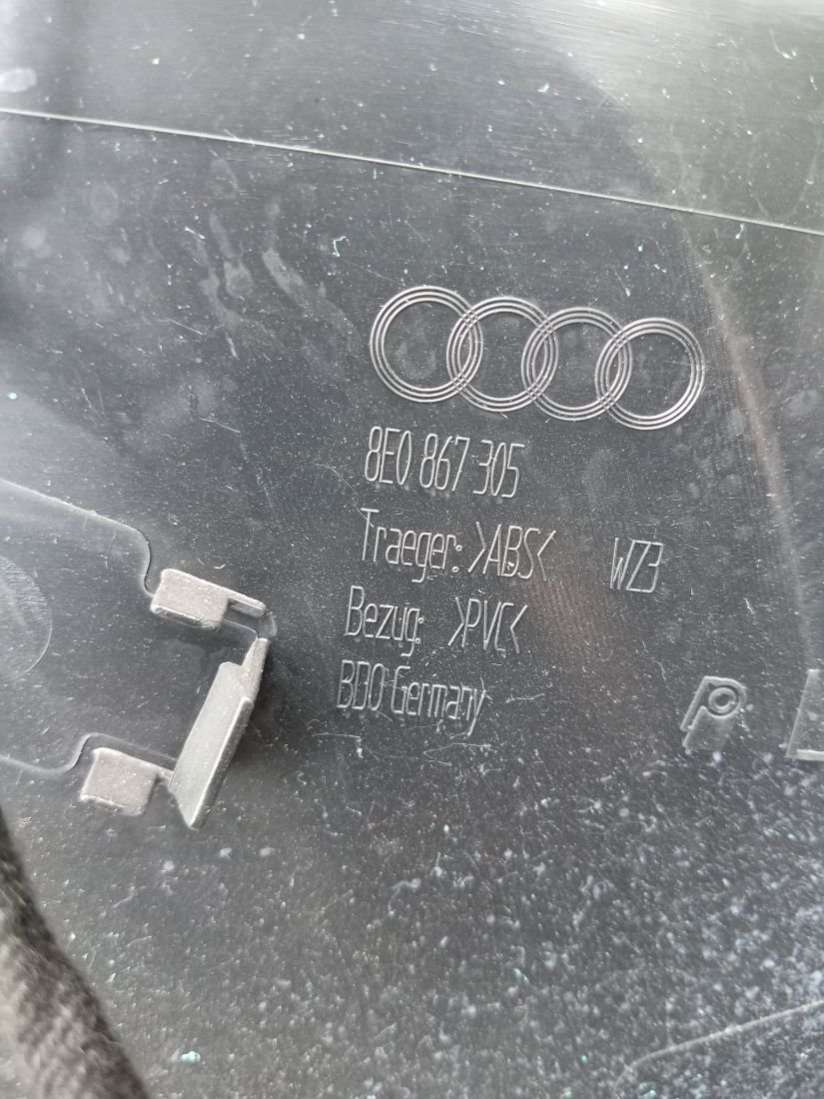 8E0 867 305
Traeger: >ABS< WZ3
Bezug: >PVC<
BDO Germany